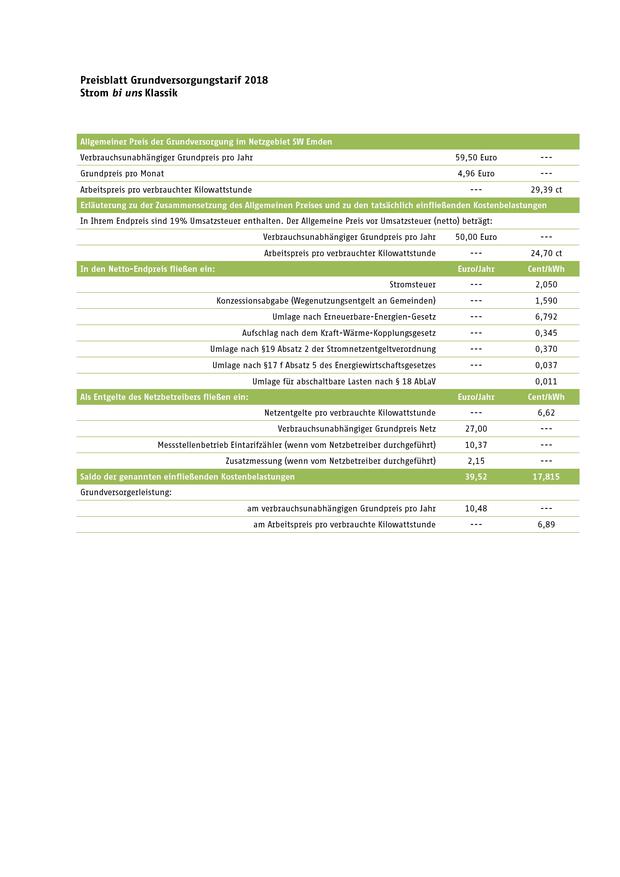 Preisblatt Grundversorgungstarif 2018
Strom bi uns Klassik
Allgemeiner Preis der Grundversorgung im Netzgebiet SW Emden
Verbrauchsunabhängiger Grundpreis pro Jahr 59,50 Euro ---
Grundpreis pro Monat 4,96 Euro ---
Arbeitspreis pro verbrauchter Kilowattstunde --- 29,39 ct
Erläuterung zu der Zusammensetzung des Allgemeinen Preises und zu den tatsächlich einfließenden Kostenbelastungen
In Ihrem Endpreis sind 19% Umsatzsteuer enthalten. Der Allgemeine Preis vor Umsatzsteuer (netto) beträgt:
Verbrauchsunabhängiger Grundpreis pro Jahr 50,00 Euro ---
Arbeitspreis pro verbrauchter Kilowattstunde --- 24,70 ct
In den Netto-Endpreis fließen ein: Euro/Jahr Cent/kWh
Stromsteuer --- 2,050
Konzessionsabgabe (Wegenutzungsentgelt an Gemeinden) --- 1,590
Umlage nach Erneuerbare-Energien-Gesetz --- 6,792
Aufschlag nach dem Kraft-Wärme-Kopplungsgesetz --- 0,345
Umlage nach §19 Absatz 2 der Stromnetzentgeltverordnung --- 0,370
Umlage nach §17 f Absatz 5 des Energiewirtschaftsgesetzes --- 0,037
Umlage für abschaltbare Lasten nach § 18 AbLaV 0,011
Als Entgelte des Netzbetreibers fließen ein: Euro/Jahr Cent/kWh
Netzentgelte pro verbrauchte Kilowattstunde --- 6,62
Verbrauchsunabhängiger Grundpreis Netz 27,00 ---
Messstellenbetrieb Eintarifzähler (wenn vom Netzbetreiber durchgeführt) 10,37 ---
Zusatzmessung (wenn vom Netzbetreiber durchgeführt) 2,15 ---
Saldo der genannten einfließenden Kostenbelastungen 39,52 17,815
Grundversorgerleistung:
am verbrauchsunabhängigen Grundpreis pro Jahr 10,48 ---
am Arbeitspreis pro verbrauchte Kilowattstunde --- 6,89